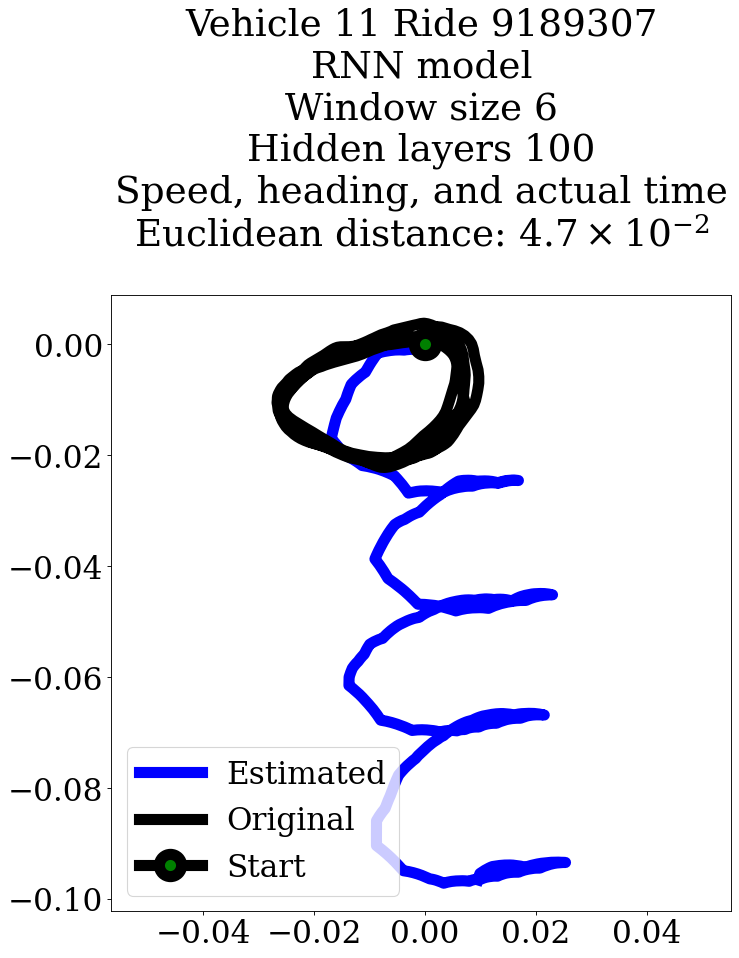 Vehicle 11 Ride 9189307
RNN model
Window size 6
Hidden layers 100
Speed, heading, and actual time
Euclidean distance: 4.7 × 10⁻²
0.00
−0.02
−0.04
−0.06
−0.08
−0.10
Estimated
Original
Start
−0.04 −0.02 0.00 0.02 0.04